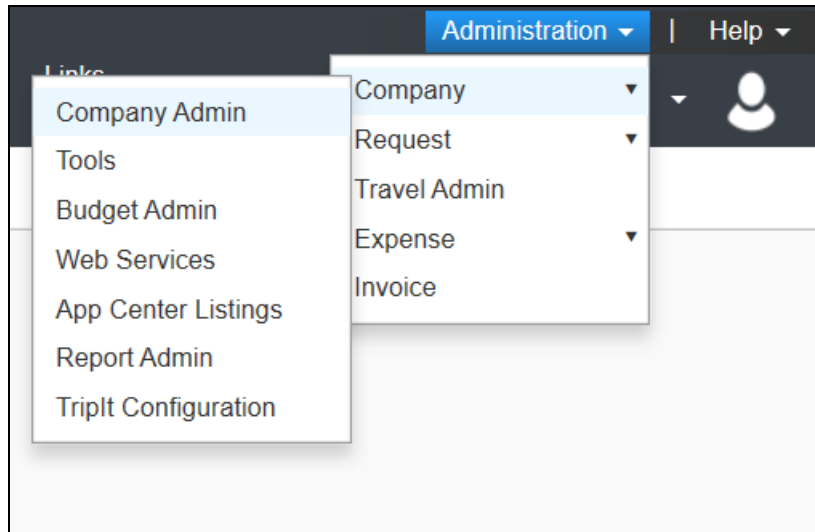 Administration | Help
Links
Company
Request
Travel Admin
Expense
Invoice
Company Admin
Tools
Budget Admin
Web Services
App Center Listings
Report Admin
TripIt Configuration